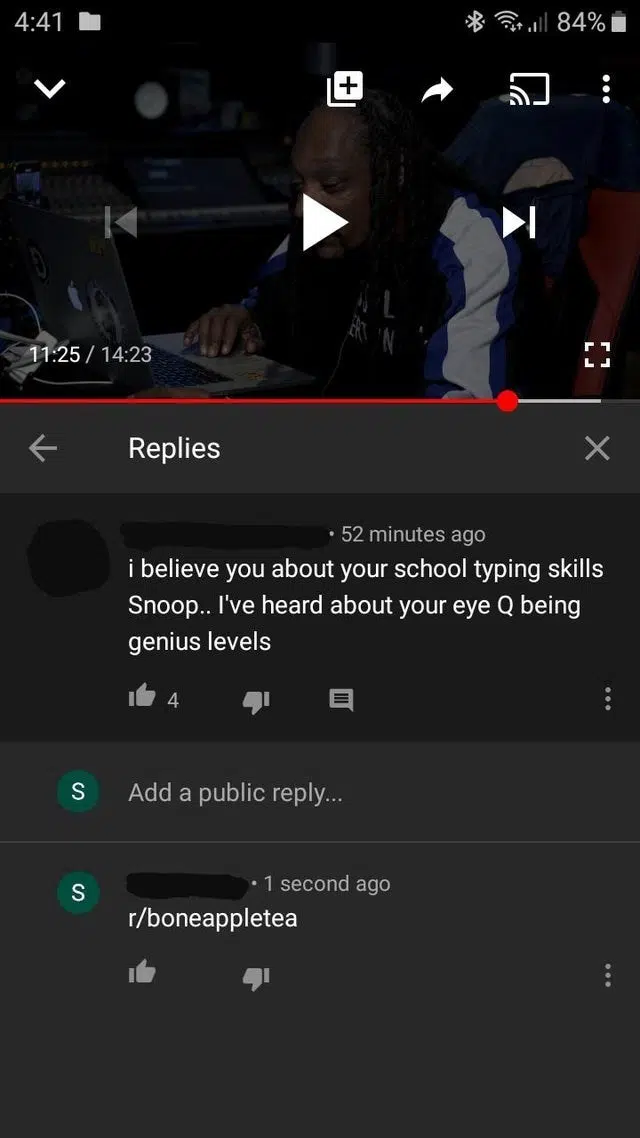 4:41 84%
11:25 / 14:23
Replies
• 52 minutes ago
i believe you about your school typing skills
Snoop.. I've heard about your eye Q being
genius levels
4
S Add a public reply...
S • 1 second ago
r/boneappletea